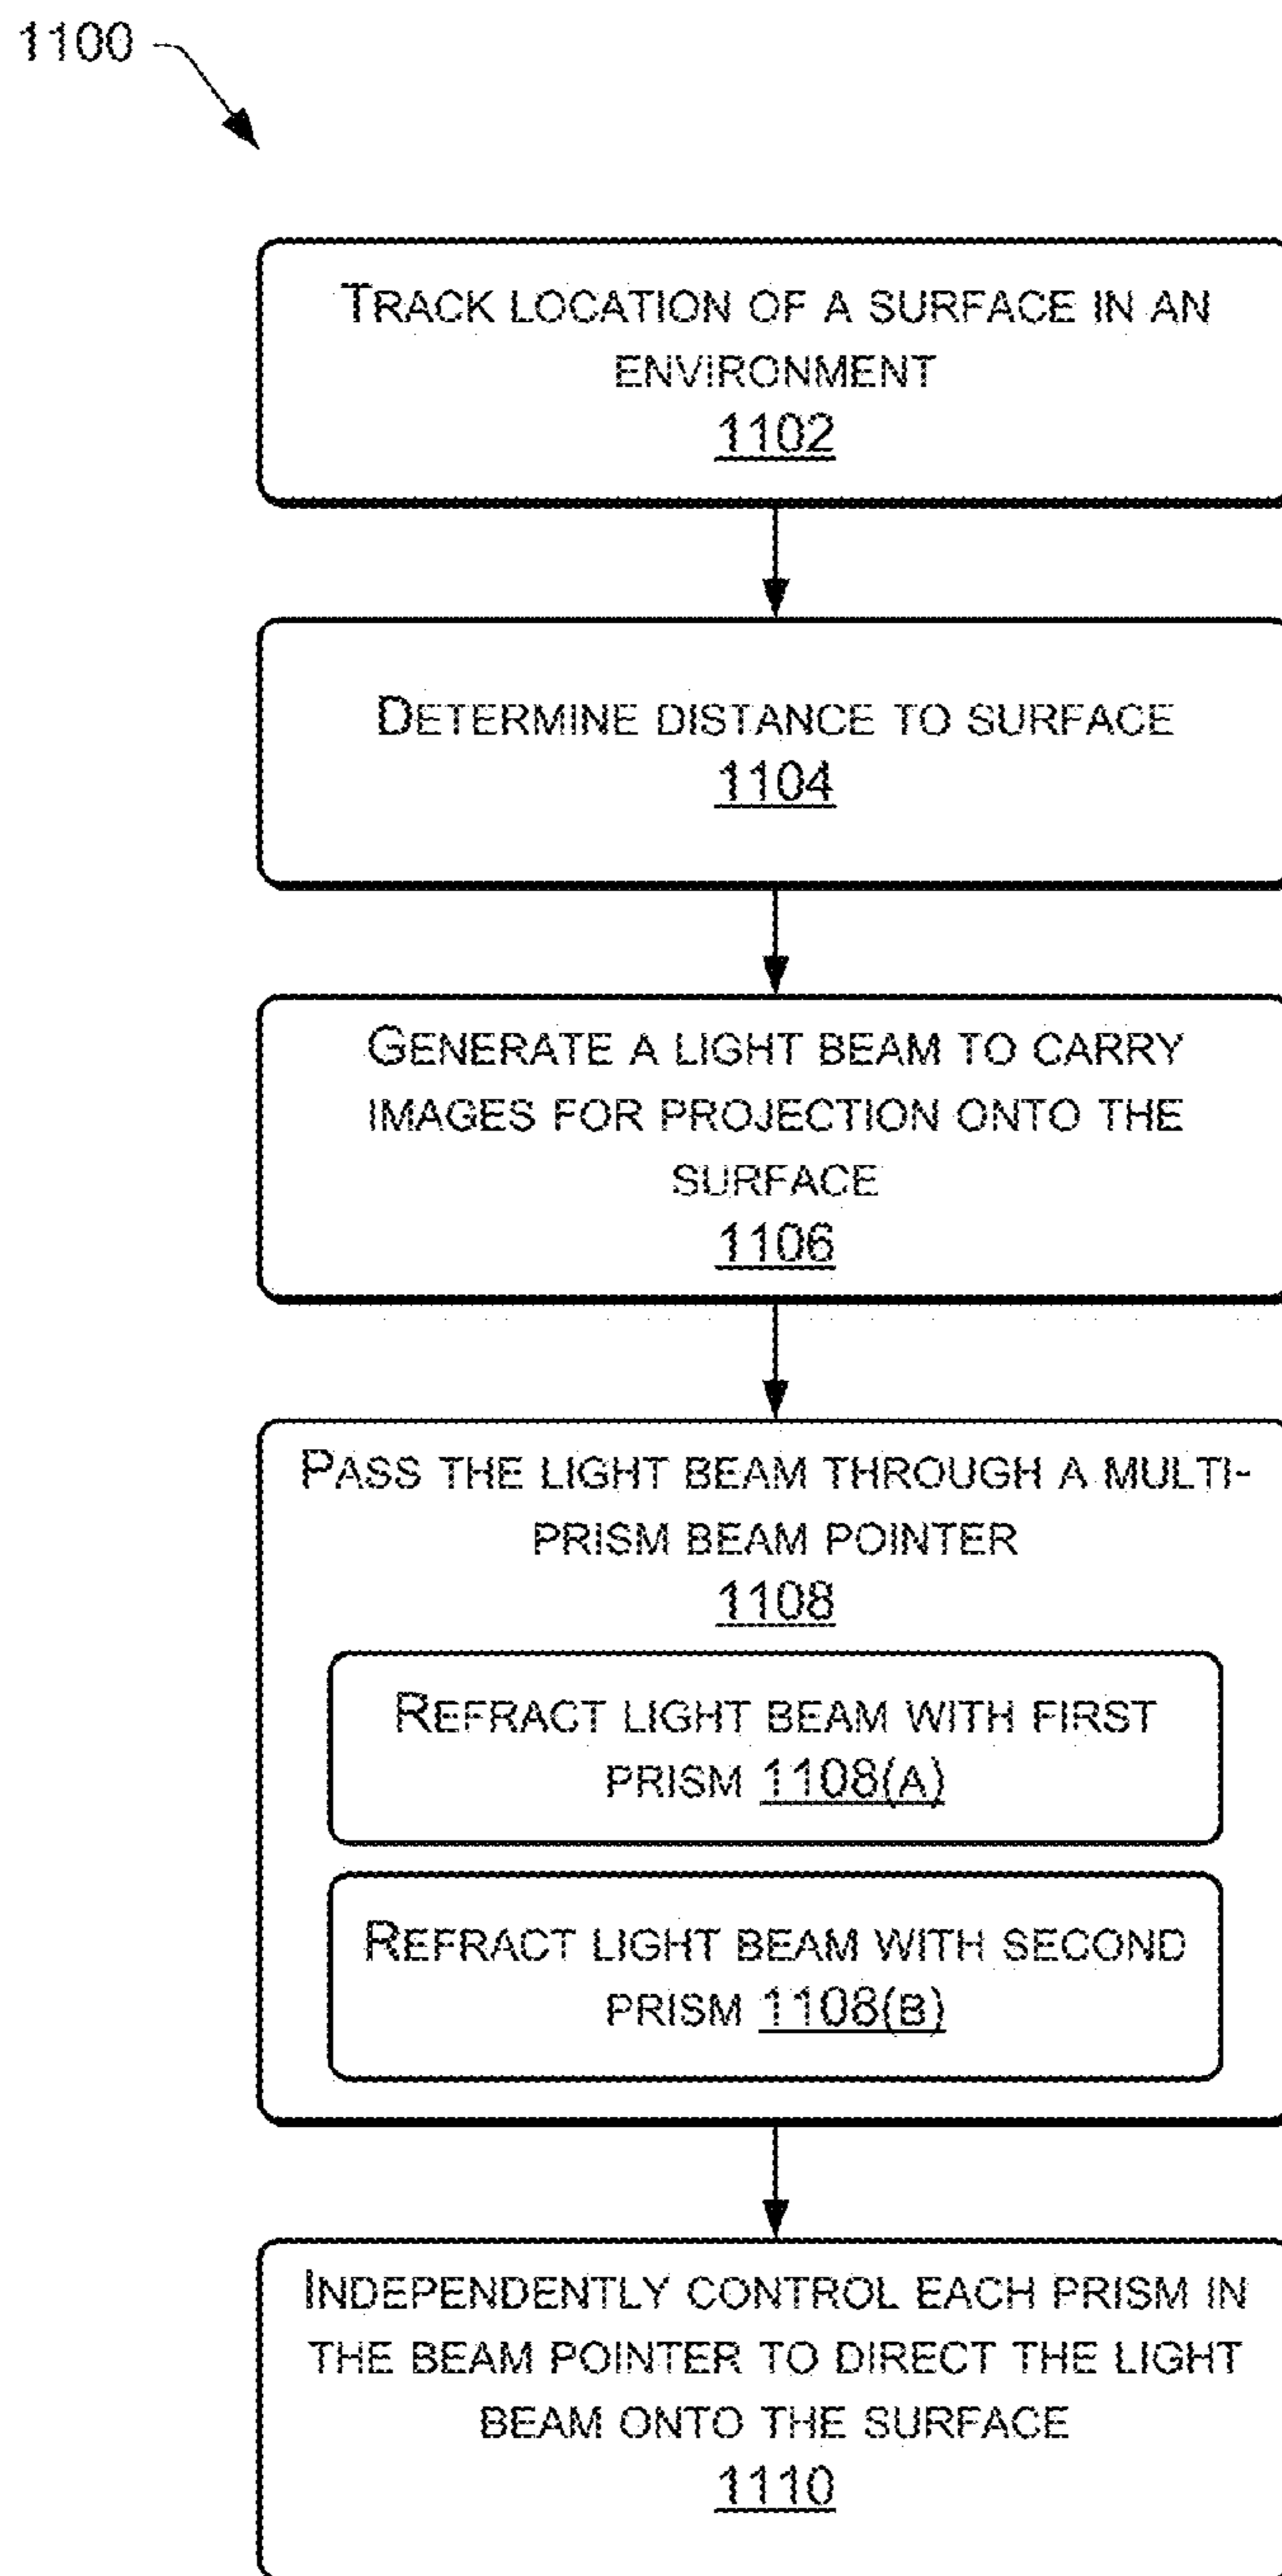 1100
TRACK LOCATION OF A SURFACE IN AN
ENVIRONMENT
1102
DETERMINE DISTANCE TO SURFACE
1104
GENERATE A LIGHT BEAM TO CARRY
IMAGES FOR PROJECTION ONTO THE
SURFACE
1106
PASS THE LIGHT BEAM THROUGH A MULTI-
PRISM BEAM POINTER
1108
REFRACT LIGHT BEAM WITH FIRST
PRISM 1108(A)
REFRACT LIGHT BEAM WITH SECOND
PRISM 1108(B)
INDEPENDENTLY CONTROL EACH PRISM IN
THE BEAM POINTER TO DIRECT THE LIGHT
BEAM ONTO THE SURFACE
1110